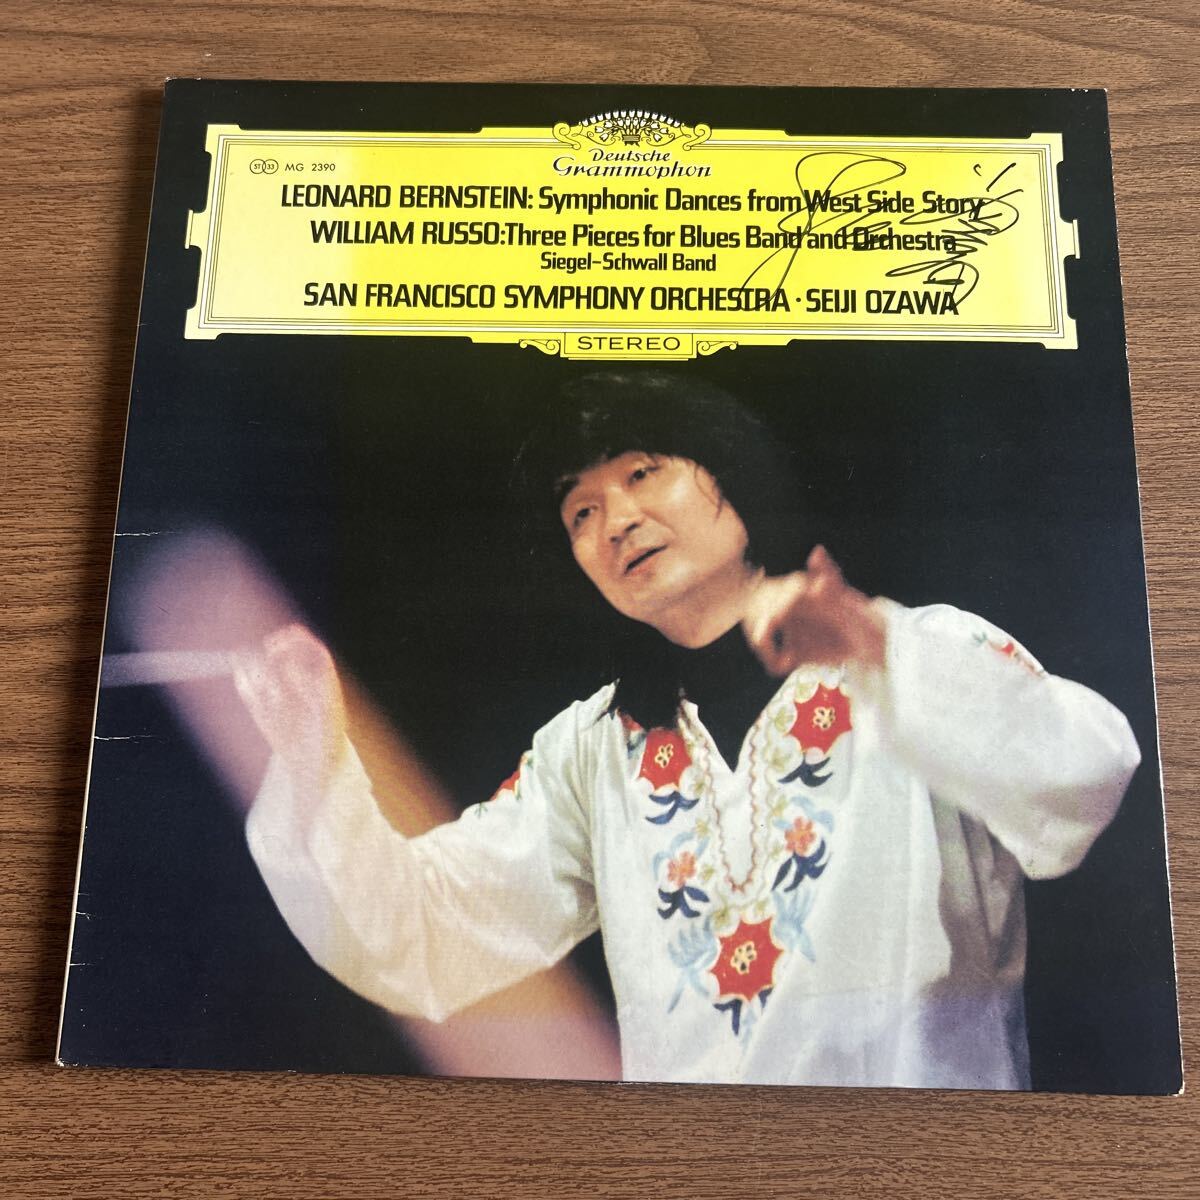 Deutsche
Grammophon
ST 33 MG 2390
LEONARD BERNSTEIN: Symphonic Dances from West Side Story
WILLIAM RUSSO:Three Pieces for Blues Band and Orchestra
Siegel-Schwall Band
SAN FRANCISCO SYMPHONY ORCHESTRA · SEIJI OZAWA
STEREO